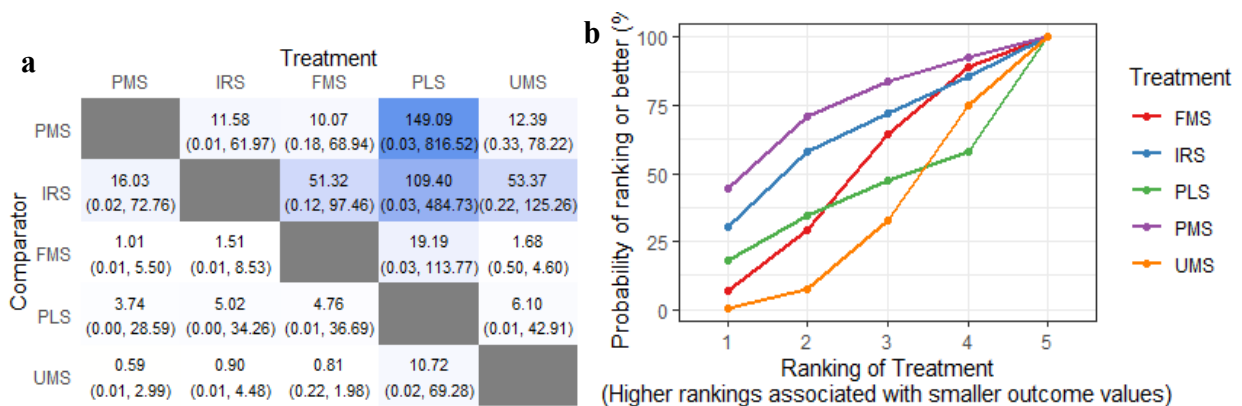 a
Treatment
PMS IRS FMS PLS UMS
Comparator
PMS 11.58 10.07 149.09 12.39
(0.01, 61.97) (0.18, 68.94) (0.03, 816.52) (0.33, 78.22)
IRS 16.03 51.32 109.40 53.37
(0.02, 72.76) (0.12, 97.46) (0.03, 484.73) (0.22, 125.26)
FMS 1.01 1.51 19.19 1.68
(0.01, 5.50) (0.01, 8.53) (0.03, 113.77) (0.50, 4.60)
PLS 3.74 5.02 4.76 6.10
(0.00, 28.59) (0.00, 34.26) (0.01, 36.69) (0.01, 42.91)
UMS 0.59 0.90 0.81 10.72
(0.01, 2.99) (0.01, 4.48) (0.22, 1.98) (0.02, 69.28)
b
Probability of ranking or better (%
100
75
50
25
0
1 2 3 4 5
Ranking of Treatment
(Higher rankings associated with smaller outcome values)
Treatment
FMS
IRS
PLS
PMS
UMS